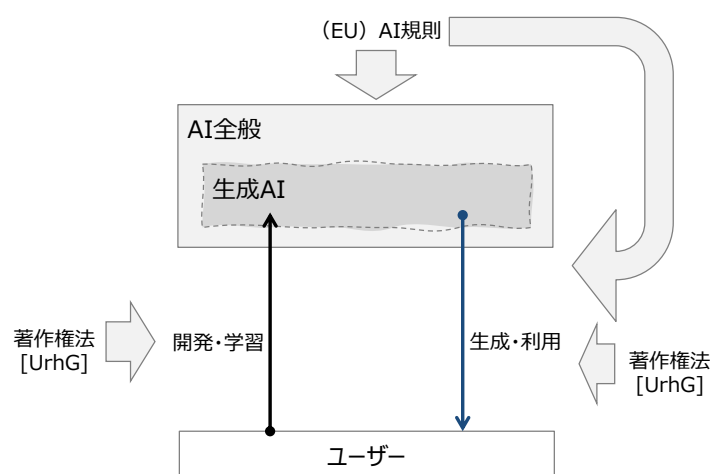 （EU）AI規則
AI全般
生成AI
著作権法
[UrhG]
開発・学習
生成・利用
著作権法
[UrhG]
ユーザー